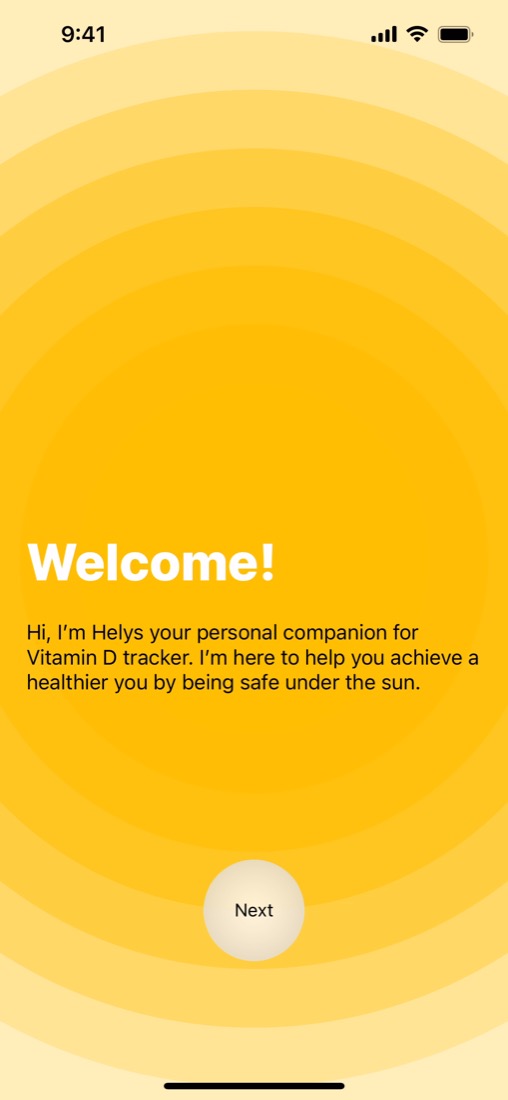 9:41
Welcome!
Hi, I’m Helys your personal companion for
Vitamin D tracker. I’m here to help you achieve a
healthier you by being safe under the sun.
Next